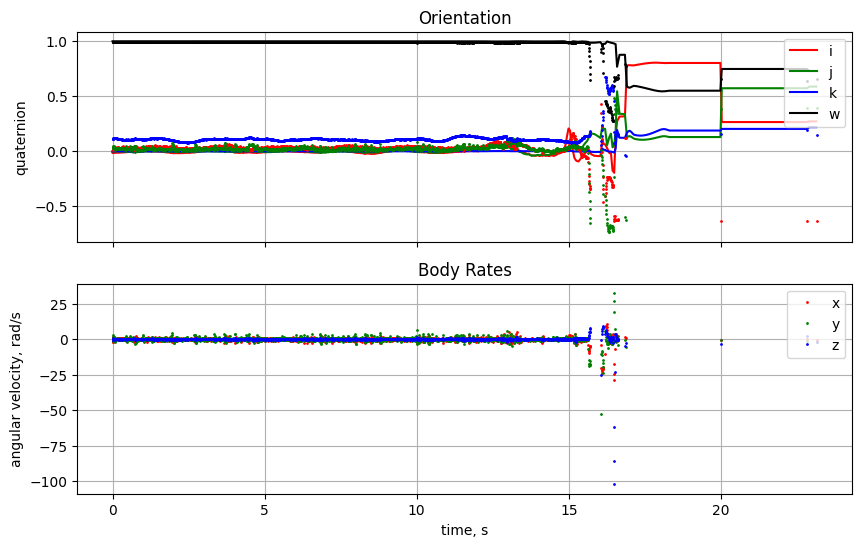 Orientation
quaternion
1.0
0.5
0.0
−0.5
i
j
k
w
Body Rates
angular velocity, rad/s
25
0
−25
−50
−75
−100
x
y
z
0
5
10
15
20
time, s